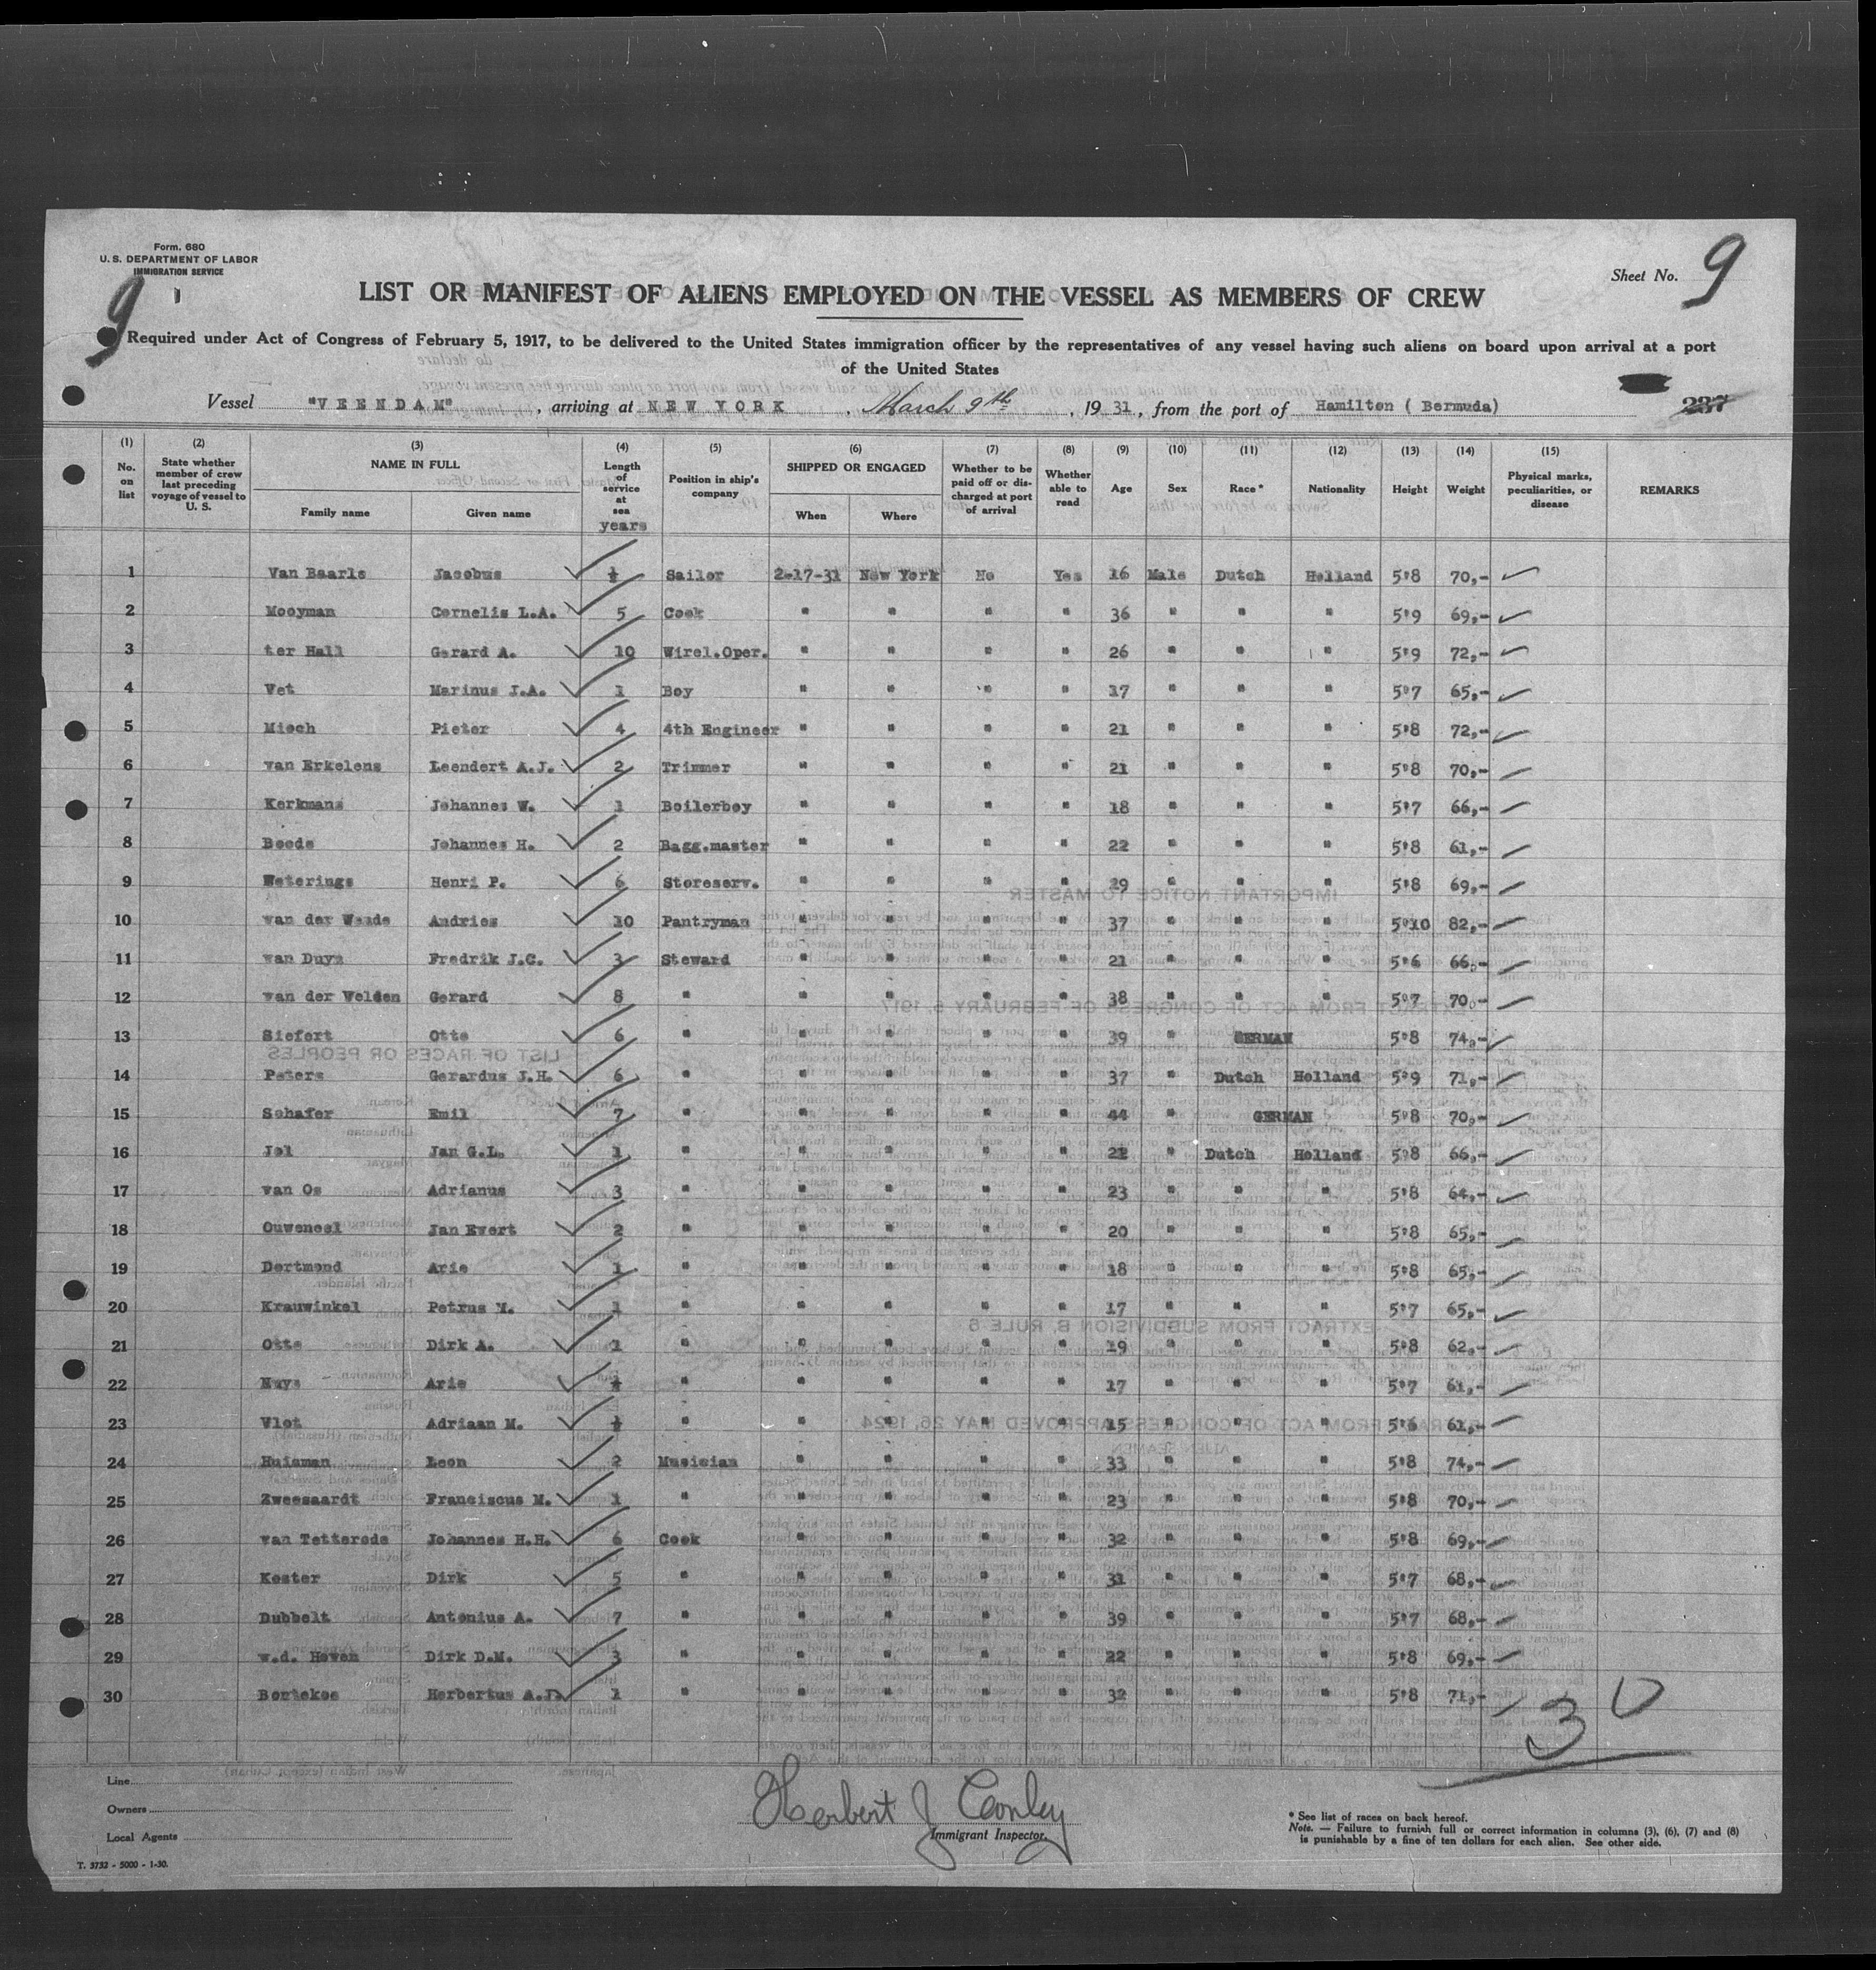 Form. 680
U. S. DEPARTMENT OF LABOR
IMMIGRATION SERVICE
9
Sheet No. 9
LIST OR MANIFEST OF ALIENS EMPLOYED ON THE VESSEL AS MEMBERS OF CREW
Required under Act of Congress of February 5, 1917, to be delivered to the United States immigration officer by the representatives of any vessel having such aliens on board upon arrival at a port
of the United States
Vessel "VEENDAM", arriving at NEW YORK, March 9th, 1931, from the port of Hamilton ( Bermuda)
237
(1) No. on list (2) State whether member of crew last preceding voyage of vessel to U. S. (3) NAME IN FULL Family name Given name (4) Length of service at sea years (5) Position in ship's company (6) SHIPPED OR ENGAGED When Where (7) Whether to be paid off or discharged at port of arrival (8) Whether able to read (9) Age (10) Sex (11) Race* (12) Nationality (13) Height (14) Weight (15) Physical marks, peculiarities, or disease REMARKS
1 Van Baarle Jacobus Sailor 2-17-31 New York No Yes 16 Male Dutch Holland 5'8 70,-
2 Mooyman Cornelis L.A. 5 Cook " " " " 36 " " " 5'9 69,-
3 ter Hall Gerard A. 10 Wirel.Oper. " " " " 26 " " " 5'9 72,-
4 Vet Marinus J.A. 1 Boy " " " " 17 " " " 5'7 65,-
5 Misch Pieter 4 4th Engineer " " " " 21 " " " 5'8 72,-
6 van Erkelens Leendert A.J. 2 Trimmer " " " " 21 " " " 5'8 70,-
7 Kerkmans Johannes W. 1 Boilerboy " " " " 18 " " " 5'7 66,-
8 Beeds Johannes H. 2 Bagg.master " " " " 22 " " " 5'8 61,-
9 Weterings Henri P. 6 Storeserv. " " " " 29 " " " 5'8 69,-
10 van der Waade Andries 10 Pantryman " " " " 37 " " " 5'10 82,-
11 van Duyn Fredrik J.C. 3 Steward " " " " 21 " " " 5'6 66,-
12 van der Velden Gerard 8 " " " " " 38 " " " 5'7 70,-
13 Siefert Otto 6 " " " " " 39 " GERMAN 5'8 74,-
14 Peters Gerardus J.H. 6 " " " " " 37 " Dutch Holland 5'9 71,-
15 Schafer Emil 7 " " " " " 44 " GERMAN 5'8 70,-
16 Jol Jan G.L. 1 " " " " " 21 " Dutch Holland 5'8 66,-
17 van Os Adrianus 3 " " " " " 23 " " " 5'8 64,-
18 Ouweneel Jan Evert 2 " " " " " 20 " " " 5'8 65,-
19 Dortmond Arie 1 " " " " " 18 " " " 5'8 65,-
20 Krauwinkel Petrus M. 1 " " " " " 17 " " " 5'7 65,-
21 Otto Dirk A. 1 " " " " " 19 " " " 5'8 62,-
22 Nuys Arie " " " " " 17 " " " 5'7 61,-
23 Vlot Adriaan M. " " " " " 15 " " " 5'6 61,-
24 Huisman Leon 2 Musician " " " " 33 " " " 5'8 74,-
25 Zweesaardt Franciscus M. 1 " " " " " 23 " " " 5'8 70,-
26 van Tetterode Johannes H.H. 6 Cook " " " " 32 " " " 5'8 69,-
27 Koster Dirk 5 " " " " " 31 " " " 5'7 68,-
28 Dubbelt Antonius A. 7 " " " " " 39 " " " 5'7 68,-
29 v.d. Hoven Dirk D.M. 3 " " " " " 22 " " " 5'8 69,-
30 Bontekoe Herbertus A.J. 1 " " " " " 32 " " " 5'8 71,-
30
Line
Owners
Local Agents
T. 3732 - 5000 - 1-30.
Herbert J Conley
Immigrant Inspector.
* See list of races on back hereof.
Note. — Failure to furnish full or correct information in columns (3), (6), (7) and (8)
is punishable by a fine of ten dollars for each alien. See other side.